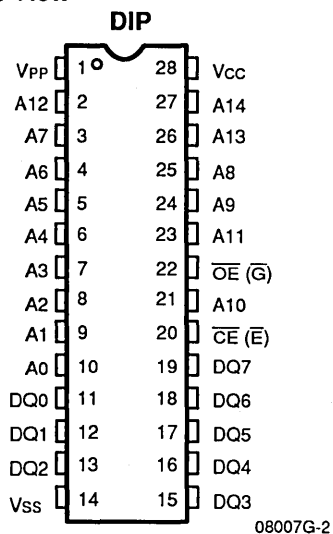 DIP
VPP 1 28 VCC
A12 2 27 A14
A7 3 26 A13
A6 4 25 A8
A5 5 24 A9
A4 6 23 A11
A3 7 22 OE (G)
A2 8 21 A10
A1 9 20 CE (E)
A0 10 19 DQ7
DQ0 11 18 DQ6
DQ1 12 17 DQ5
DQ2 13 16 DQ4
VSS 14 15 DQ3
08007G-2